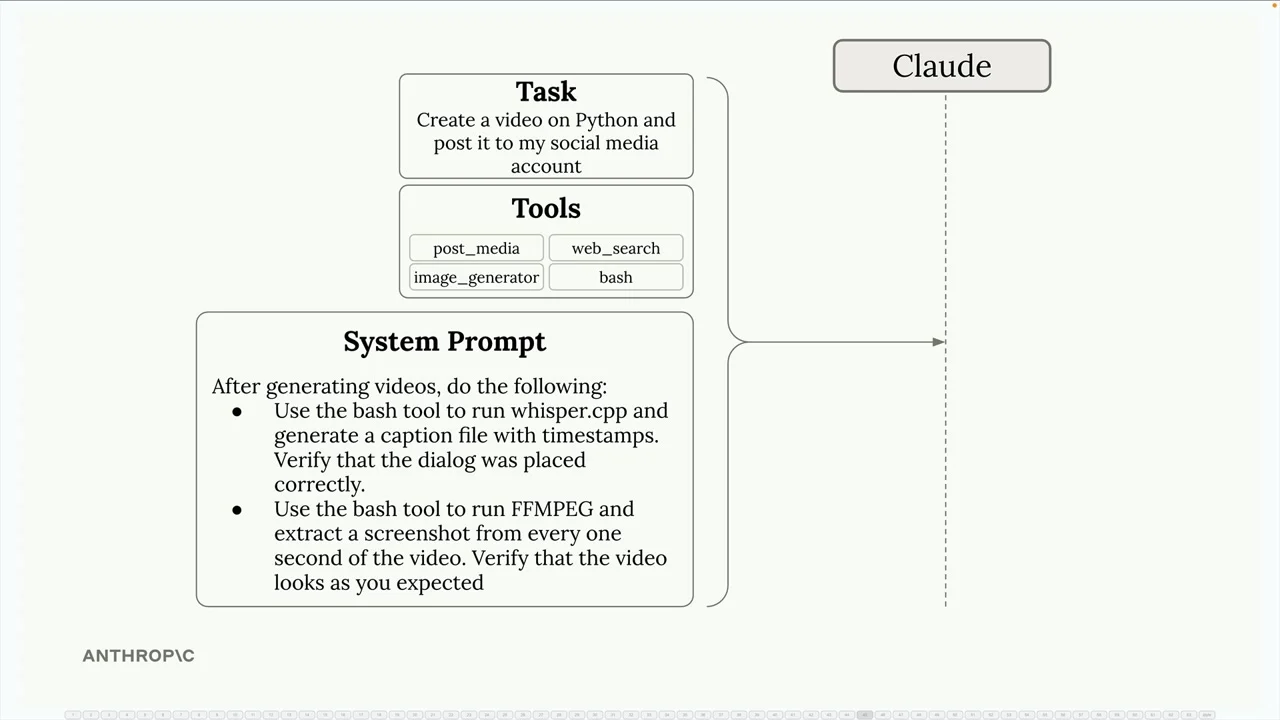 Claude
Task
Create a video on Python and
post it to my social media
account
Tools
post_media web_search
image_generator bash
System Prompt
After generating videos, do the following:
● Use the bash tool to run whisper.cpp and
generate a caption file with timestamps.
Verify that the dialog was placed
correctly.
● Use the bash tool to run FFMPEG and
extract a screenshot from every one
second of the video. Verify that the video
looks as you expected
ANTHROP\C